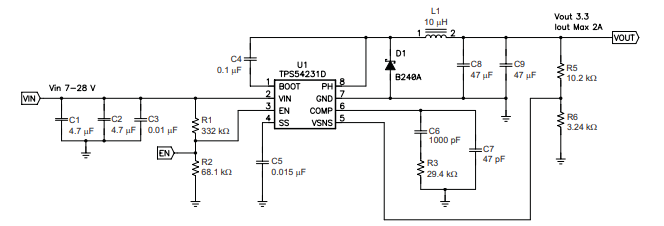 L1
10 µH
1
2
Vout 3.3
Iout Max 2A
VOUT
C4
0.1 µF
D1
B240A
C8
47 µF
C9
47 µF
R5
10.2 kΩ
U1
TPS54231D
1 BOOT PH 8
2 VIN GND 7
3 EN COMP 6
4 SS VSNS 5
Vin 7–28 V
VIN
C1
4.7 µF
C2
4.7 µF
C3
0.01 µF
R1
332 kΩ
EN
R2
68.1 kΩ
C5
0.015 µF
C6
1000 pF
R3
29.4 kΩ
C7
47 pF
R6
3.24 kΩ